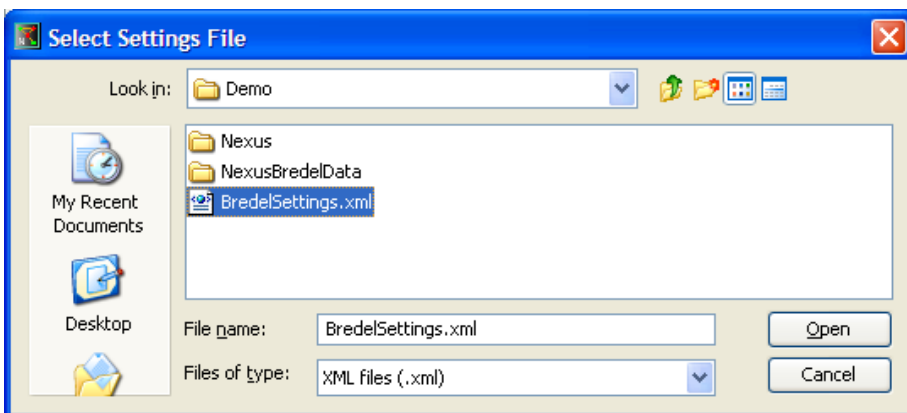 Select Settings File
Look in:
Demo
Nexus
NexusBredelData
BredelSettings.xml
My Recent
Documents
Desktop
File name:
BredelSettings.xml
Open
Files of type:
XML files (.xml)
Cancel